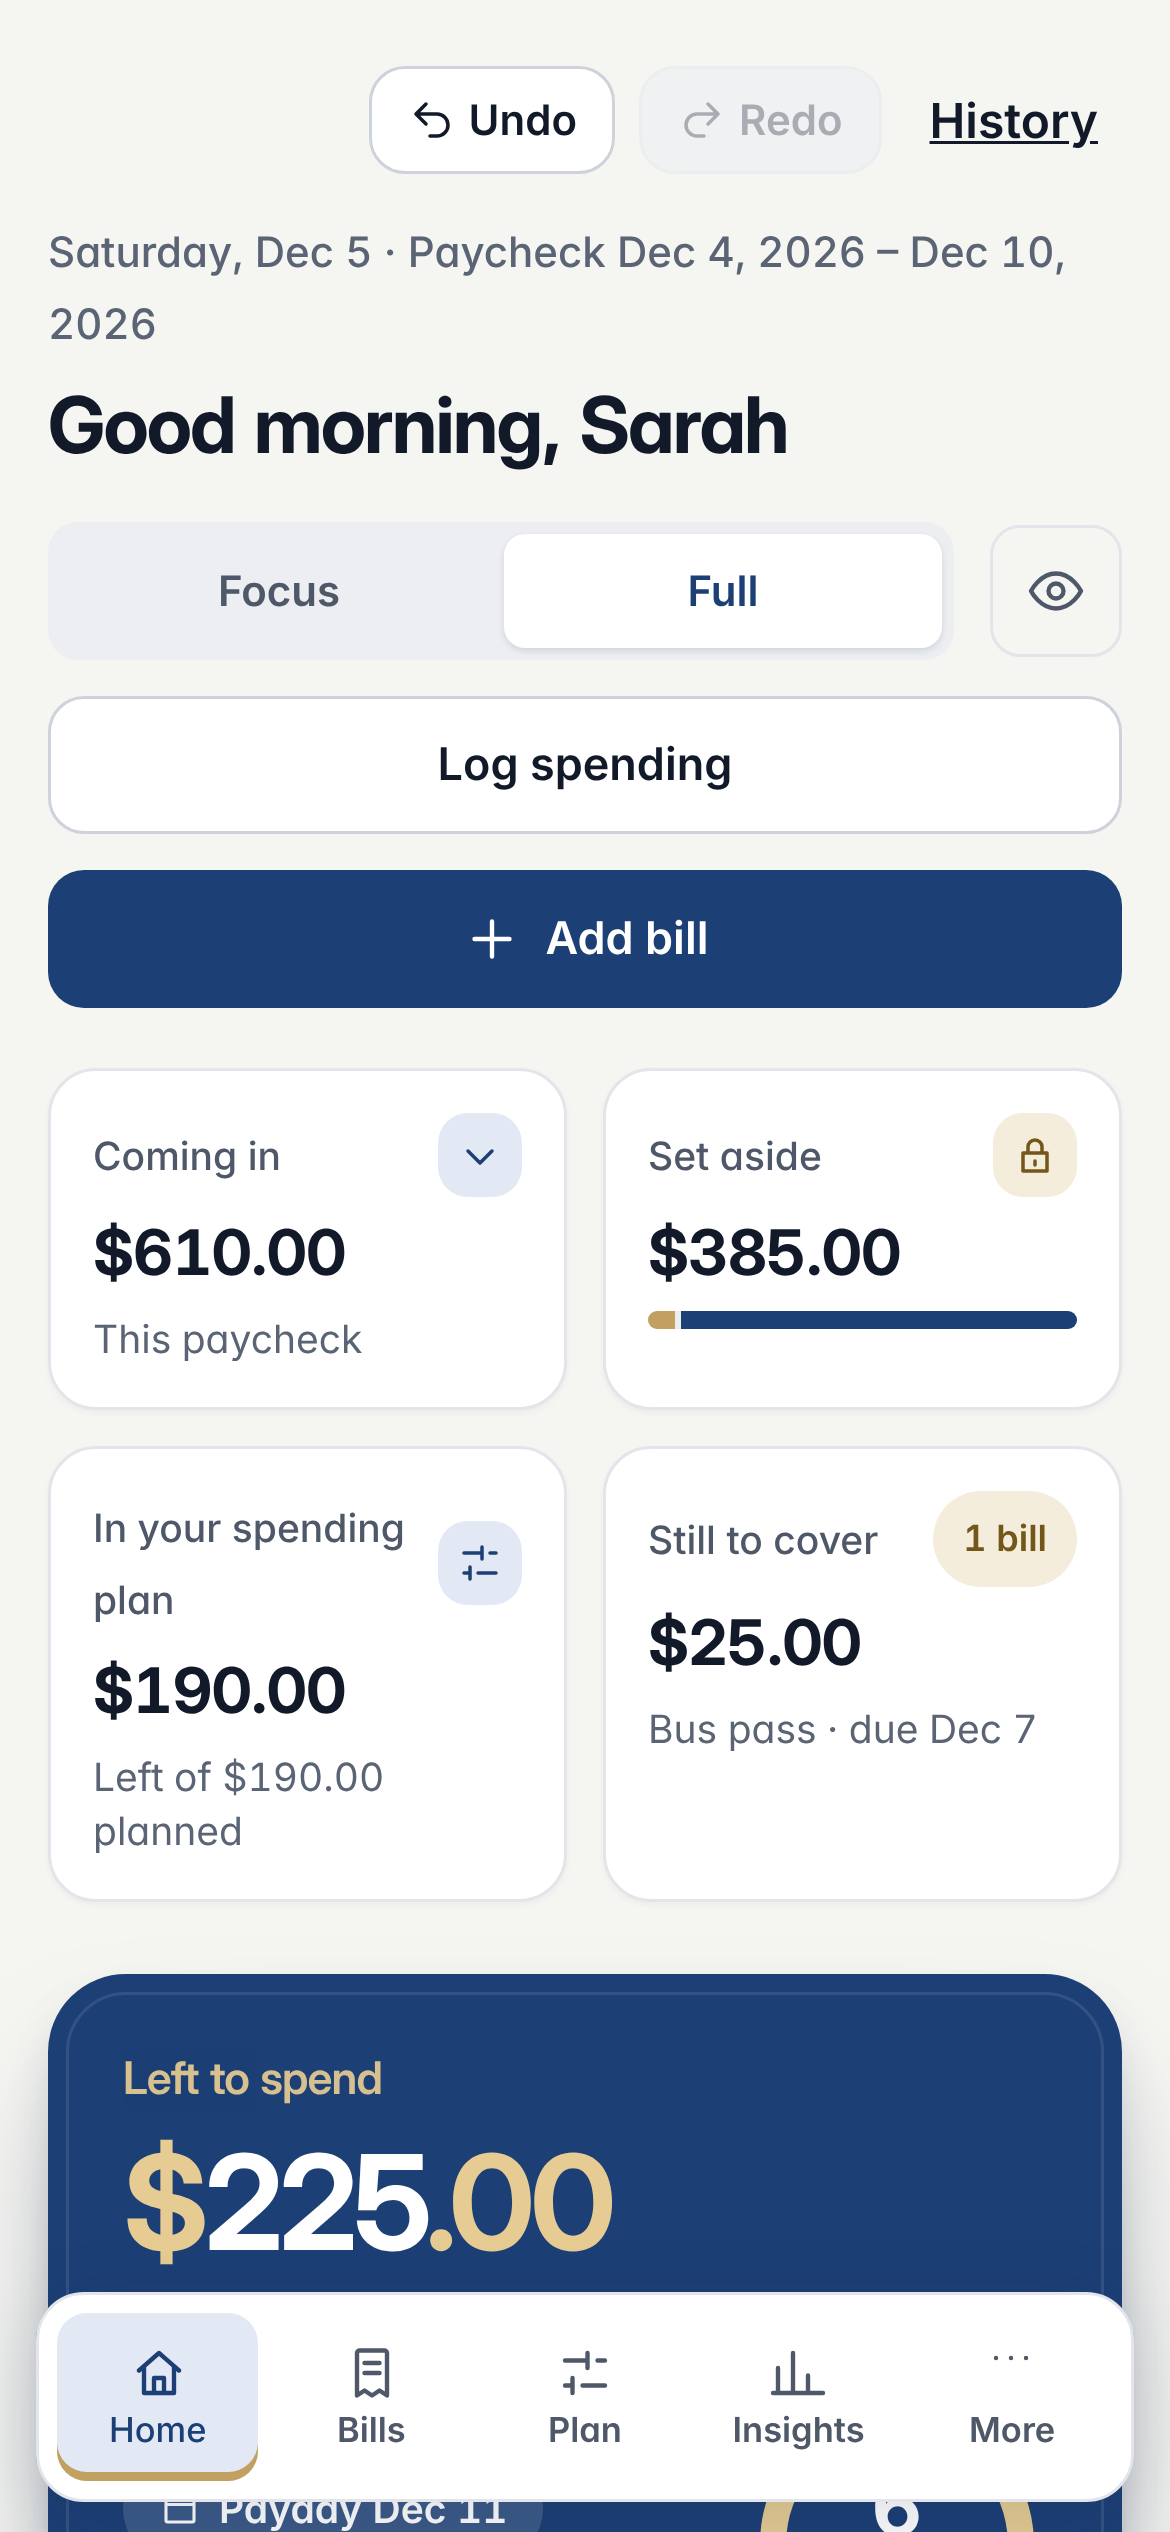 Undo
Redo
History
Saturday, Dec 5 · Paycheck Dec 4, 2026 – Dec 10,
2026
Good morning, Sarah
Focus
Full
Log spending
Add bill
Coming in
$610.00
This paycheck
Set aside
$385.00
In your spending
plan
$190.00
Left of $190.00
planned
Still to cover
1 bill
$25.00
Bus pass · due Dec 7
Left to spend
$225.00
Home
Bills
Plan
Insights
More
Payday Dec 11
6